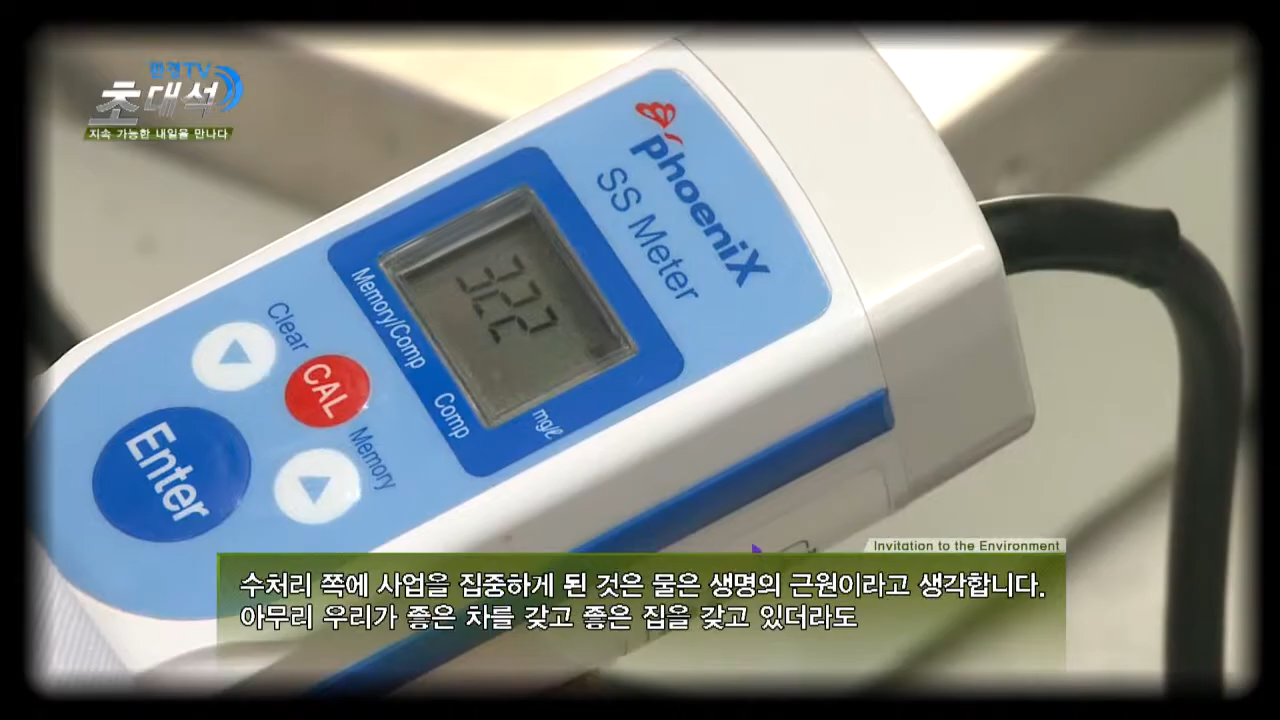 환경TV
초대석
지속 가능한 내일을 만나다
phoeniX
SS Meter
322
mg/ℓ
Memory/Comp
Comp
Clear
CAL
Memory
Enter
Invitation to the Environment
수처리 쪽에 사업을 집중하게 된 것은 물은 생명의 근원이라고 생각합니다.
아무리 우리가 좋은 차를 갖고 좋은 집을 갖고 있더라도